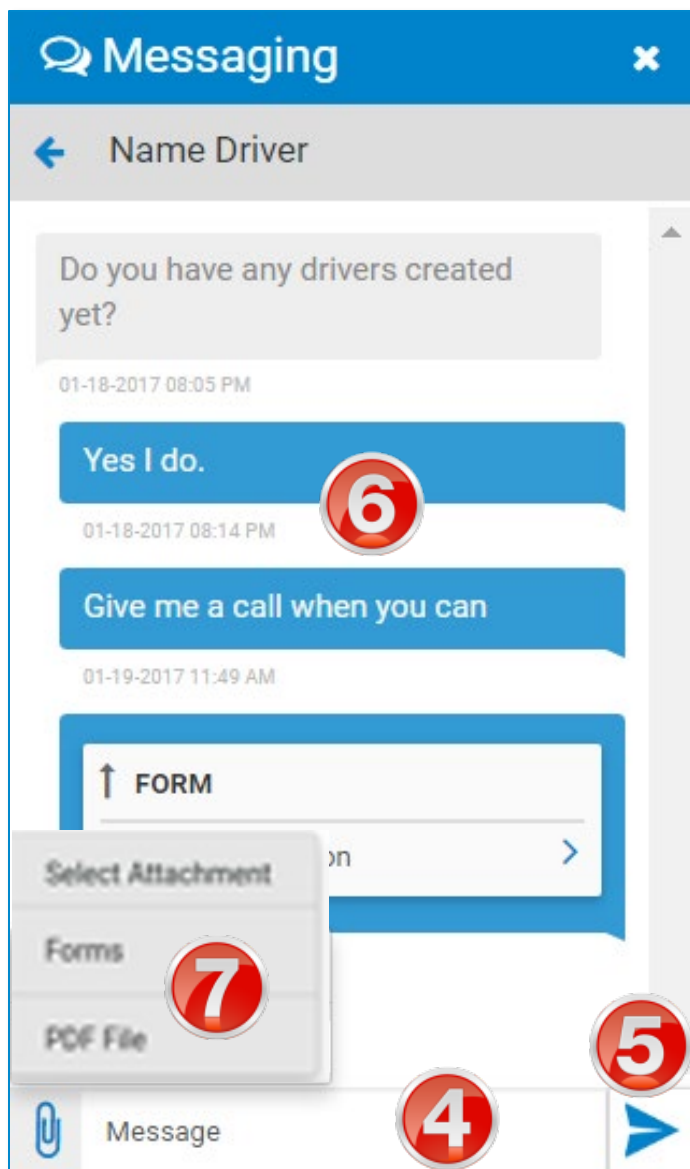 Messaging
Name Driver
Do you have any drivers created
yet?
01-18-2017 08:05 PM
Yes I do.
6
01-18-2017 08:14 PM
Give me a call when you can
01-19-2017 11:49 AM
FORM
on
Select Attachment
Forms
7
PDF File
5
Message
4